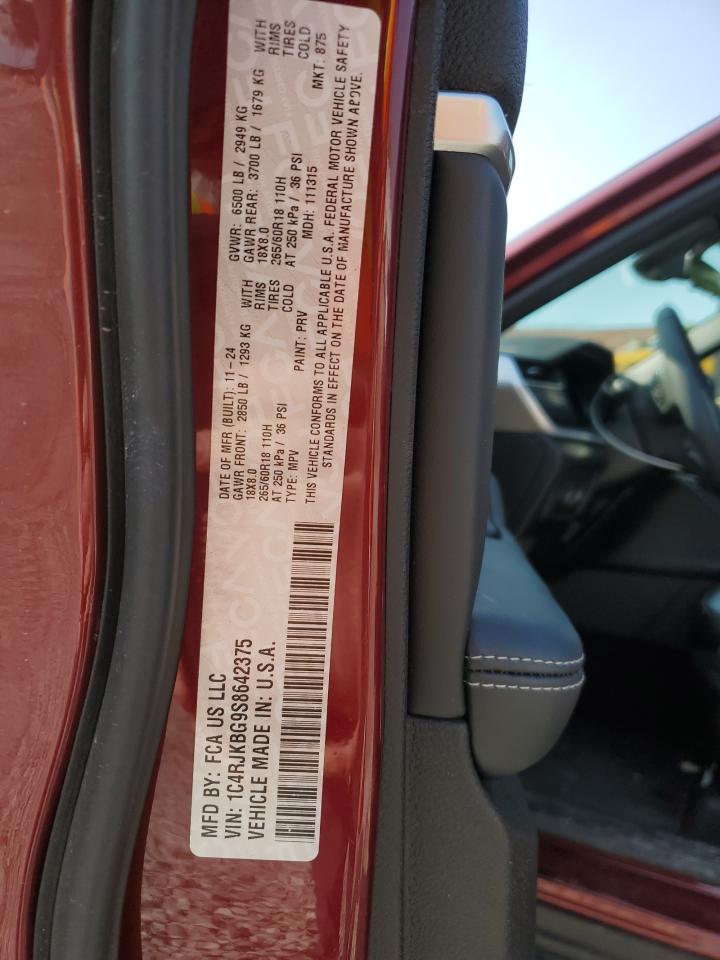 MFD BY: FCA US LLC
VIN: 1C4RJKBG9S8642375
VEHICLE MADE IN: U.S.A.
DATE OF MFR (BUILT): 11-24
GAWR FRONT: 2850 LB / 1293 KG WITH
18X8.0 RIMS
265/60R18 110H TIRES
AT 250 kPa / 36 PSI COLD
TYPE: MPV PAINT: PRV
GVWR: 6500 LB / 2949 KG
GAWR REAR: 3700 LB / 1679 KG WITH
18X8.0 RIMS
265/60R18 110H TIRES
AT 250 kPa / 36 PSI COLD
MDH: 111315 MKT: 875
THIS VEHICLE CONFORMS TO ALL APPLICABLE U.S.A. FEDERAL MOTOR VEHICLE SAFETY
STANDARDS IN EFFECT ON THE DATE OF MANUFACTURE SHOWN ABOVE.